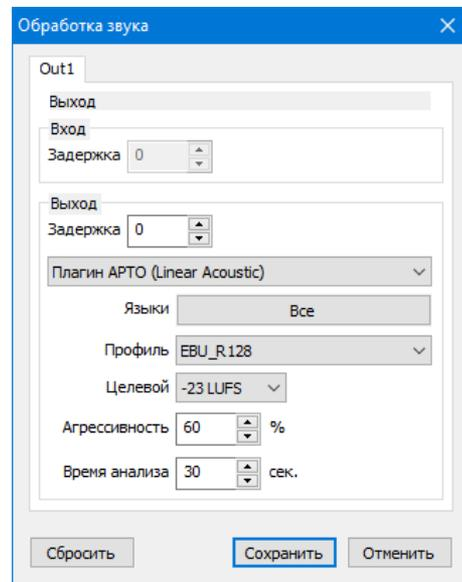 Обработка звука
Out1
Выход
Вход
Задержка 0
Выход
Задержка 0
Плагин APTO (Linear Acoustic)
Языки Все
Профиль EBU_R128
Целевой -23 LUFS
Агрессивность 60 %
Время анализа 30 сек.
Сбросить Сохранить Отменить